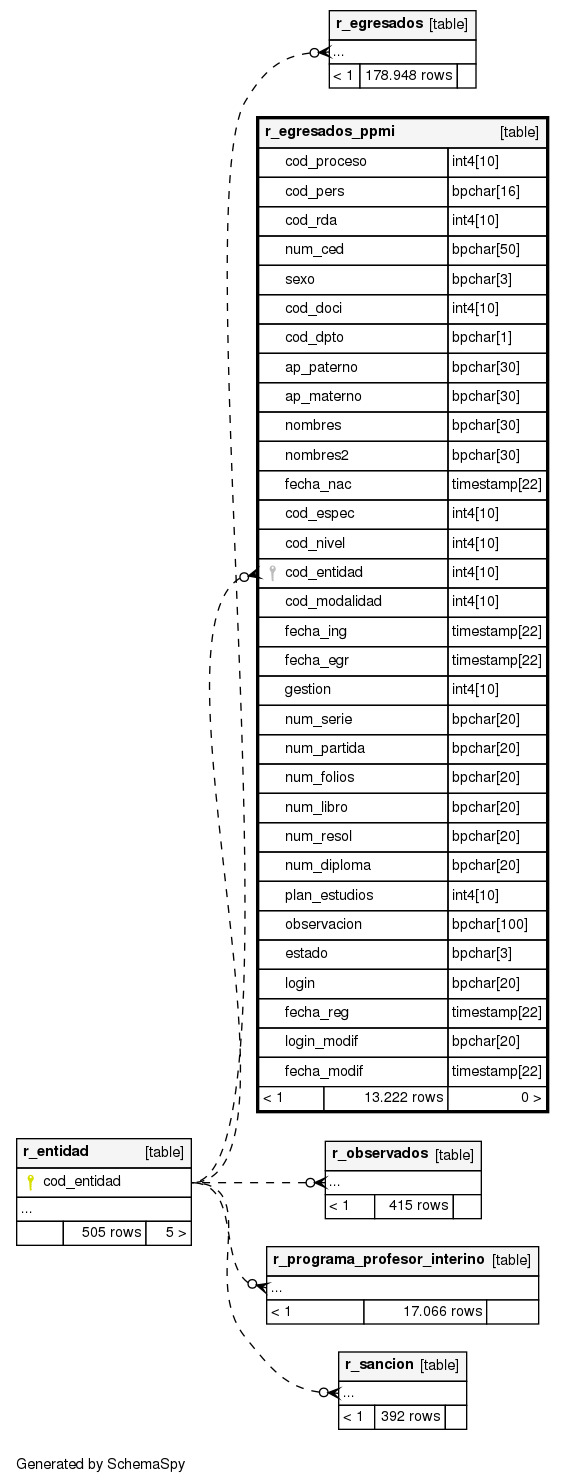 r_egresados [table]
...
< 1 178.948 rows
r_egresados_ppmi [table]
cod_proceso int4[10]
cod_pers bpchar[16]
cod_rda int4[10]
num_ced bpchar[50]
sexo bpchar[3]
cod_doci int4[10]
cod_dpto bpchar[1]
ap_paterno bpchar[30]
ap_materno bpchar[30]
nombres bpchar[30]
nombres2 bpchar[30]
fecha_nac timestamp[22]
cod_espec int4[10]
cod_nivel int4[10]
cod_entidad int4[10]
cod_modalidad int4[10]
fecha_ing timestamp[22]
fecha_egr timestamp[22]
gestion int4[10]
num_serie bpchar[20]
num_partida bpchar[20]
num_folios bpchar[20]
num_libro bpchar[20]
num_resol bpchar[20]
num_diploma bpchar[20]
plan_estudios int4[10]
observacion bpchar[100]
estado bpchar[3]
login bpchar[20]
fecha_reg timestamp[22]
login_modif bpchar[20]
fecha_modif timestamp[22]
< 1 13.222 rows 0 >
r_entidad [table]
cod_entidad
...
505 rows 5 >
r_observados [table]
...
< 1 415 rows
r_programa_profesor_interino [table]
...
< 1 17.066 rows
r_sancion [table]
...
< 1 392 rows
Generated by SchemaSpy